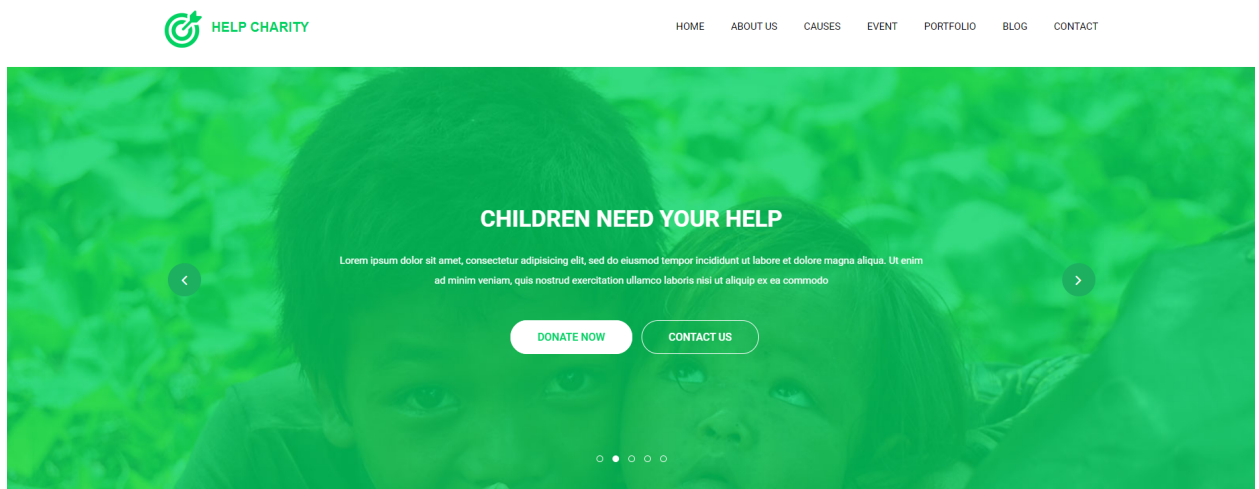 HELP CHARITY
HOME ABOUT US CAUSES EVENT PORTFOLIO BLOG CONTACT
CHILDREN NEED YOUR HELP
Lorem ipsum dolor sit amet, consectetur adipisicing elit, sed do eiusmod tempor incididunt ut labore et dolore magna aliqua. Ut enim
ad minim veniam, quis nostrud exercitation ullamco laboris nisi ut aliquip ex ea commodo
DONATE NOW CONTACT US